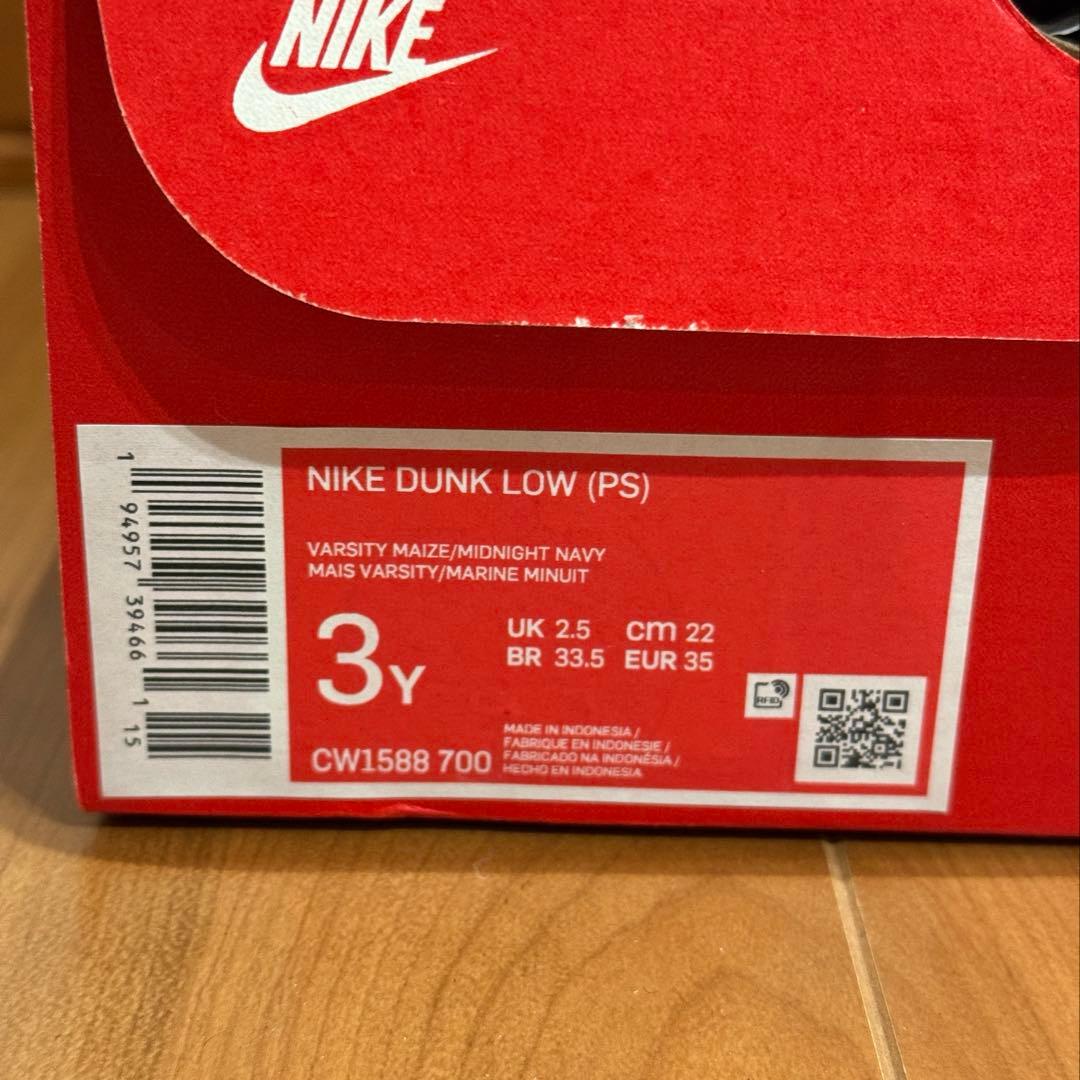 NIKE
NIKE DUNK LOW (PS)
VARSITY MAIZE/MIDNIGHT NAVY
MAIS VARSITY/MARINE MINUIT
3Y
UK 2.5 cm 22
BR 33.5 EUR 35
RFID
CW1588 700
MADE IN INDONESIA /
FABRIQUE EN INDONESIE /
FABRICADO NA INDONÉSIA /
HECHO EN INDONESIA
1 94957 39466 1 15